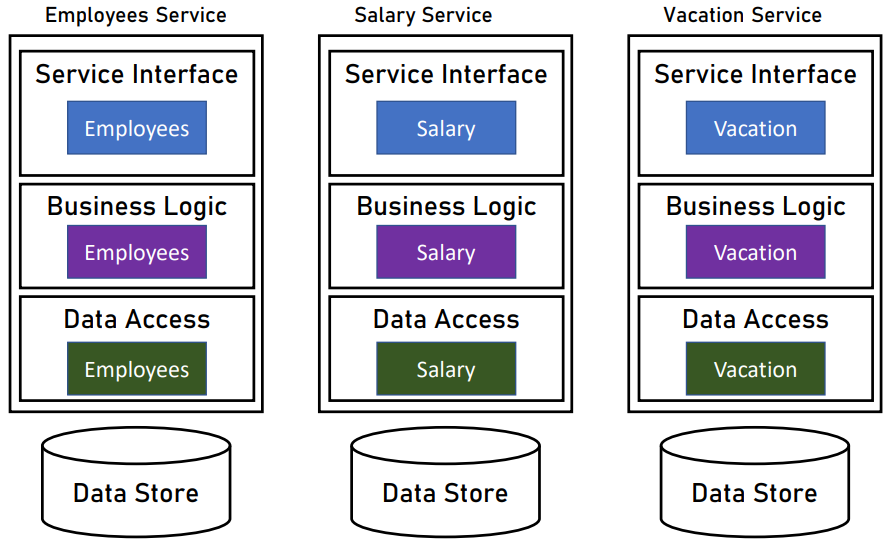 Employees Service
Service Interface
Employees
Business Logic
Employees
Data Access
Employees
Data Store
Salary Service
Service Interface
Salary
Business Logic
Salary
Data Access
Salary
Data Store
Vacation Service
Service Interface
Vacation
Business Logic
Vacation
Data Access
Vacation
Data Store